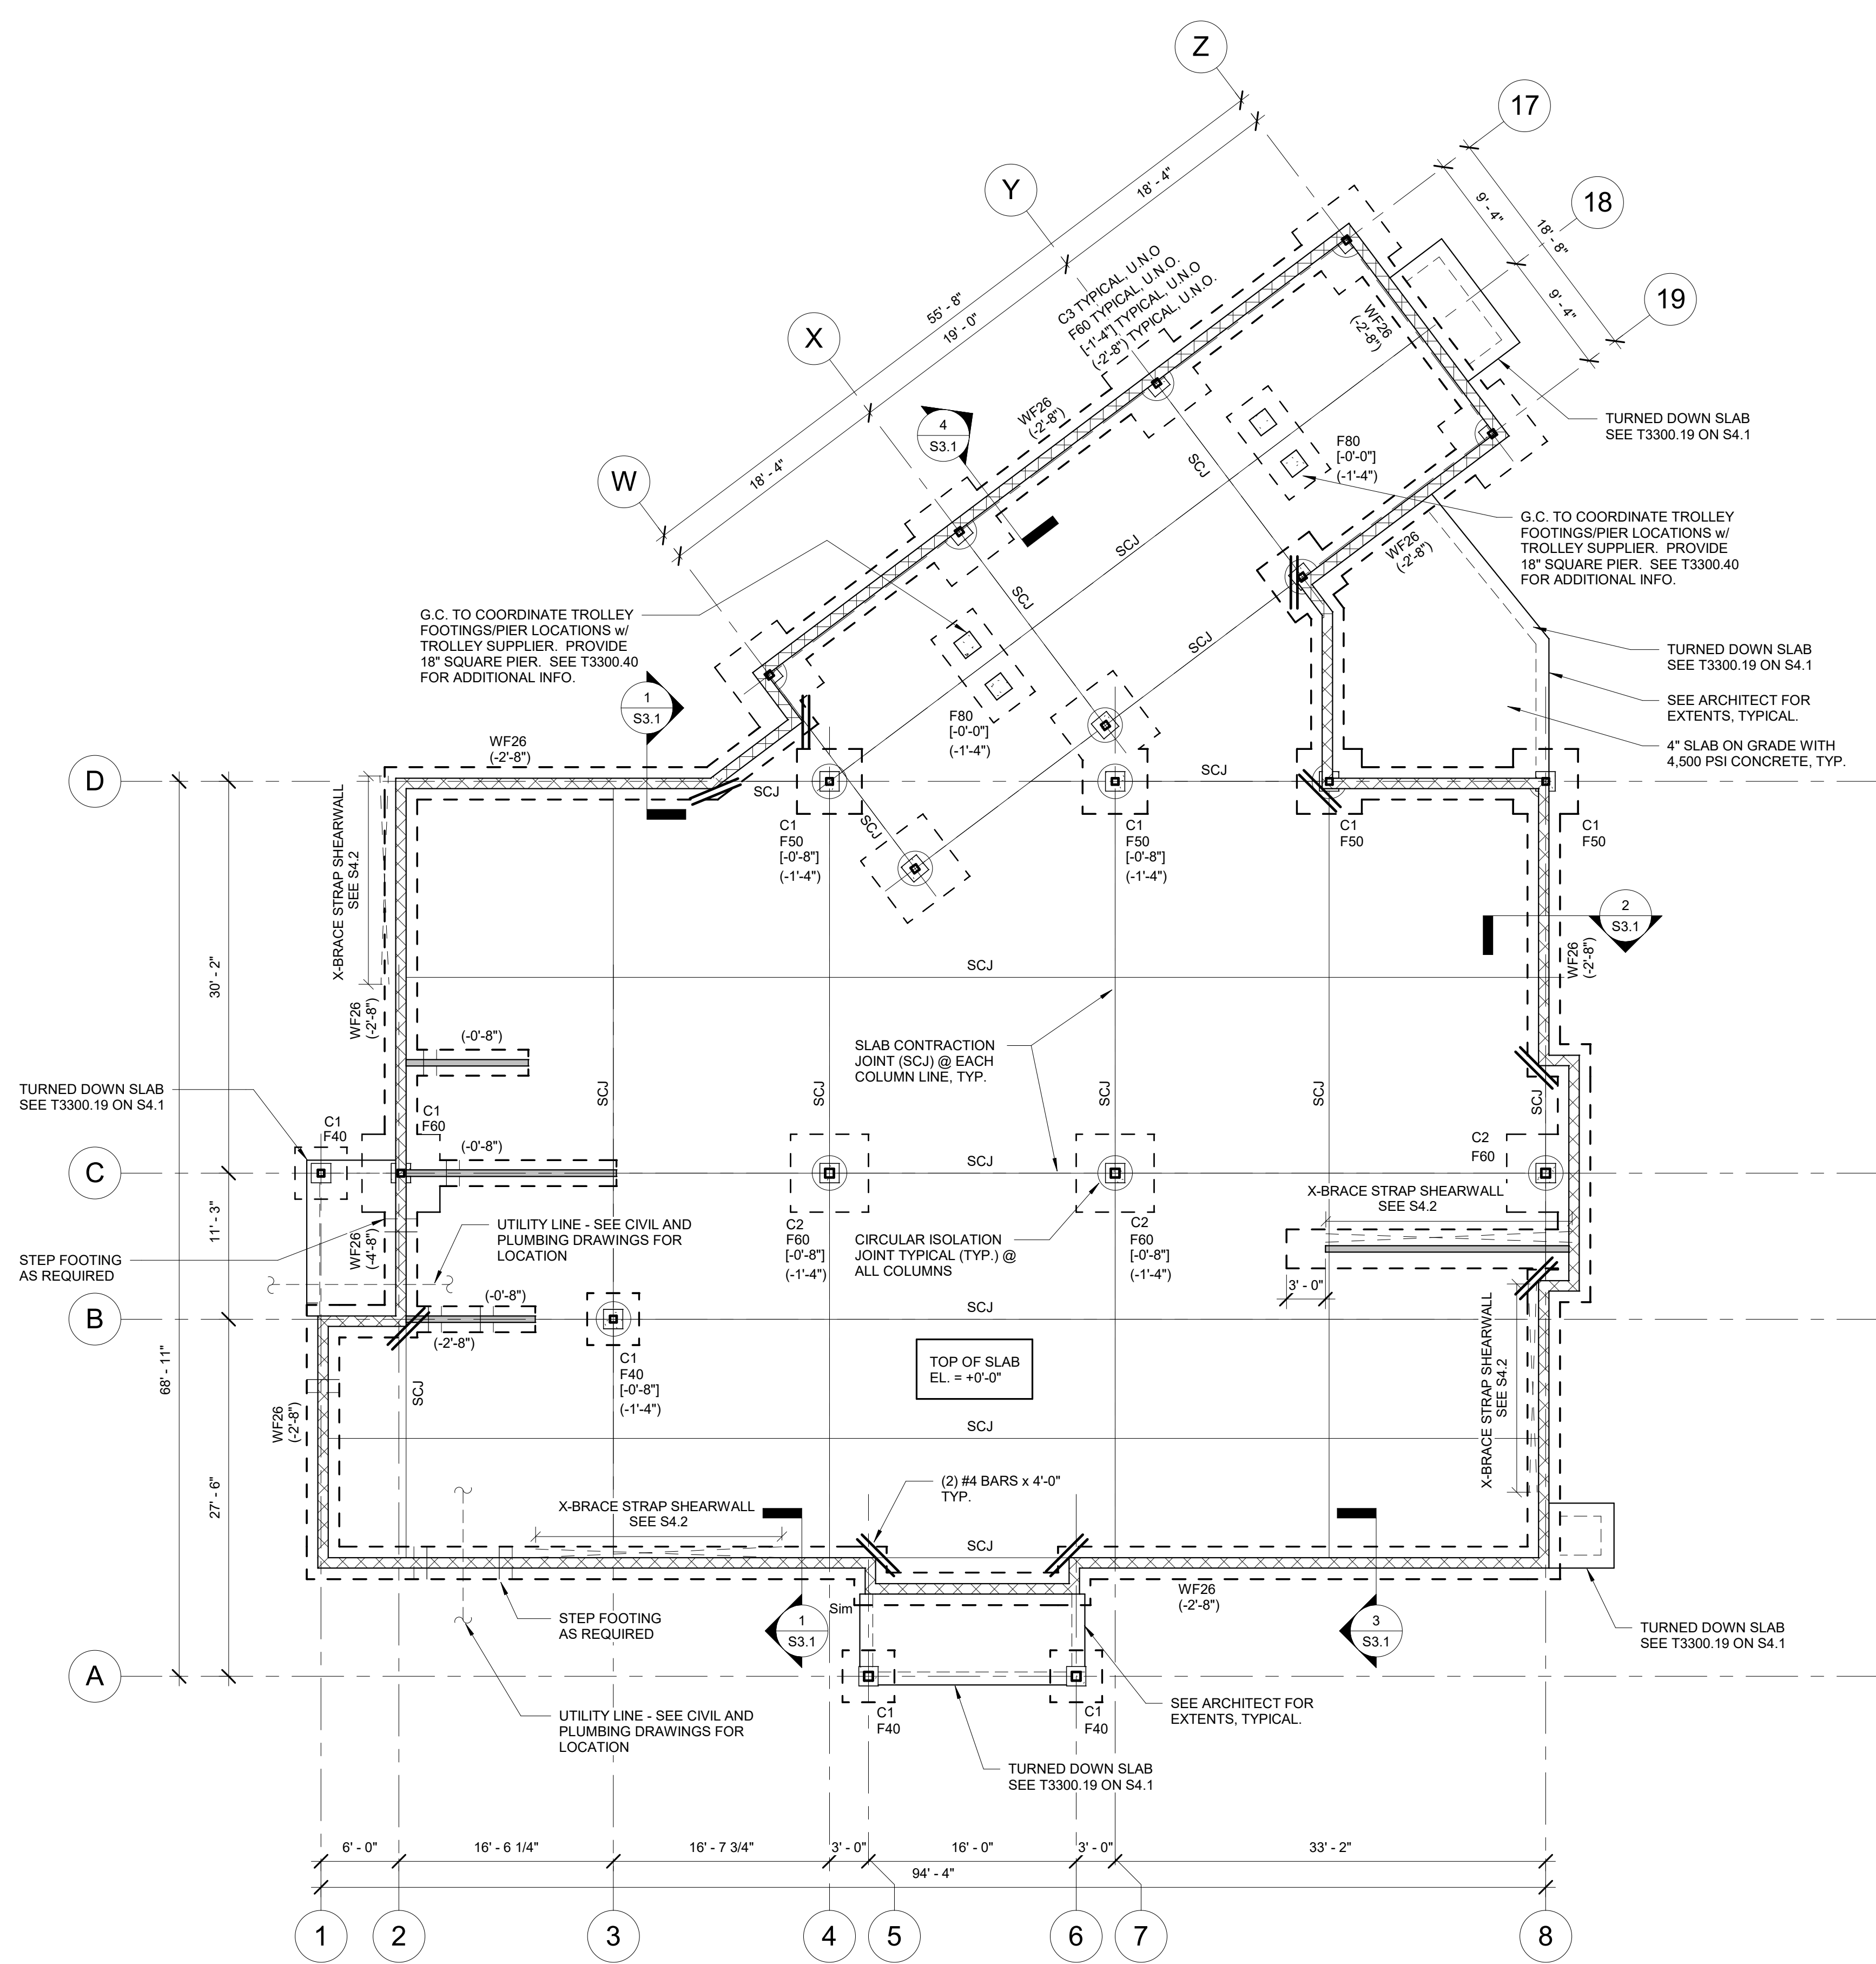 Z
17
Y
18' - 4"
9' - 4"
18
18' - 8"
C3 TYPICAL, U.N.O
F60 TYPICAL, U.N.O.
[-1'-4"] TYPICAL, U.N.O
(-2'-8") TYPICAL, U.N.O.
55' - 8"
19' - 0"
9' - 4"
19
X
WF26
(-2'-8")
WF26
(-2'-8")
4
S3.1
TURNED DOWN SLAB
SEE T3300.19 ON S4.1
F80
[-0'-0"]
(-1'-4")
SCJ
W
18' - 4"
G.C. TO COORDINATE TROLLEY
FOOTINGS/PIER LOCATIONS w/
TROLLEY SUPPLIER. PROVIDE
18" SQUARE PIER. SEE T3300.40
FOR ADDITIONAL INFO.
WF26
(-2'-8")
SCJ
SCJ
G.C. TO COORDINATE TROLLEY
FOOTINGS/PIER LOCATIONS w/
TROLLEY SUPPLIER. PROVIDE
18" SQUARE PIER. SEE T3300.40
FOR ADDITIONAL INFO.
SCJ
TURNED DOWN SLAB
SEE T3300.19 ON S4.1
1
S3.1
SEE ARCHITECT FOR
EXTENTS, TYPICAL.
F80
[-0'-0"]
(-1'-4")
WF26
(-2'-8")
4" SLAB ON GRADE WITH
4,500 PSI CONCRETE, TYP.
D
SCJ
SCJ
X-BRACE STRAP SHEARWALL
SEE S4.2
SCJ
C1
F50
[-0'-8"]
(-1'-4")
C1
F50
[-0'-8"]
(-1'-4")
C1
F50
C1
F50
2
S3.1
30' - 2"
SCJ
WF26
(-2'-8")
WF26
(-2'-8")
(-0'-8")
SLAB CONTRACTION
JOINT (SCJ) @ EACH
COLUMN LINE, TYP.
SCJ
SCJ
SCJ
SCJ
SCJ
TURNED DOWN SLAB
SEE T3300.19 ON S4.1
C1
F40
C1
F60
(-0'-8")
C2
F60
C
SCJ
X-BRACE STRAP SHEARWALL
SEE S4.2
11' - 3"
UTILITY LINE - SEE CIVIL AND
PLUMBING DRAWINGS FOR
LOCATION
C2
F60
[-0'-8"]
(-1'-4")
CIRCULAR ISOLATION
JOINT TYPICAL (TYP.) @
ALL COLUMNS
C2
F60
[-0'-8"]
(-1'-4")
STEP FOOTING
AS REQUIRED
WF26
(-4'-8")
3' - 0"
(-0'-8")
SCJ
B
(-2'-8")
C1
F40
[-0'-8"]
(-1'-4")
TOP OF SLAB
EL. = +0'-0"
68' - 11"
SCJ
X-BRACE STRAP SHEARWALL
SEE S4.2
WF26
(-2'-8")
SCJ
27' - 6"
(2) #4 BARS x 4'-0"
TYP.
X-BRACE STRAP SHEARWALL
SEE S4.2
SCJ
WF26
(-2'-8")
STEP FOOTING
AS REQUIRED
Sim
1
S3.1
3
S3.1
TURNED DOWN SLAB
SEE T3300.19 ON S4.1
A
UTILITY LINE - SEE CIVIL AND
PLUMBING DRAWINGS FOR
LOCATION
C1
F40
C1
F40
SEE ARCHITECT FOR
EXTENTS, TYPICAL.
TURNED DOWN SLAB
SEE T3300.19 ON S4.1
6' - 0"
16' - 6 1/4"
16' - 7 3/4"
3' - 0"
16' - 0"
3' - 0"
33' - 2"
94' - 4"
1
2
3
4
5
6
7
8